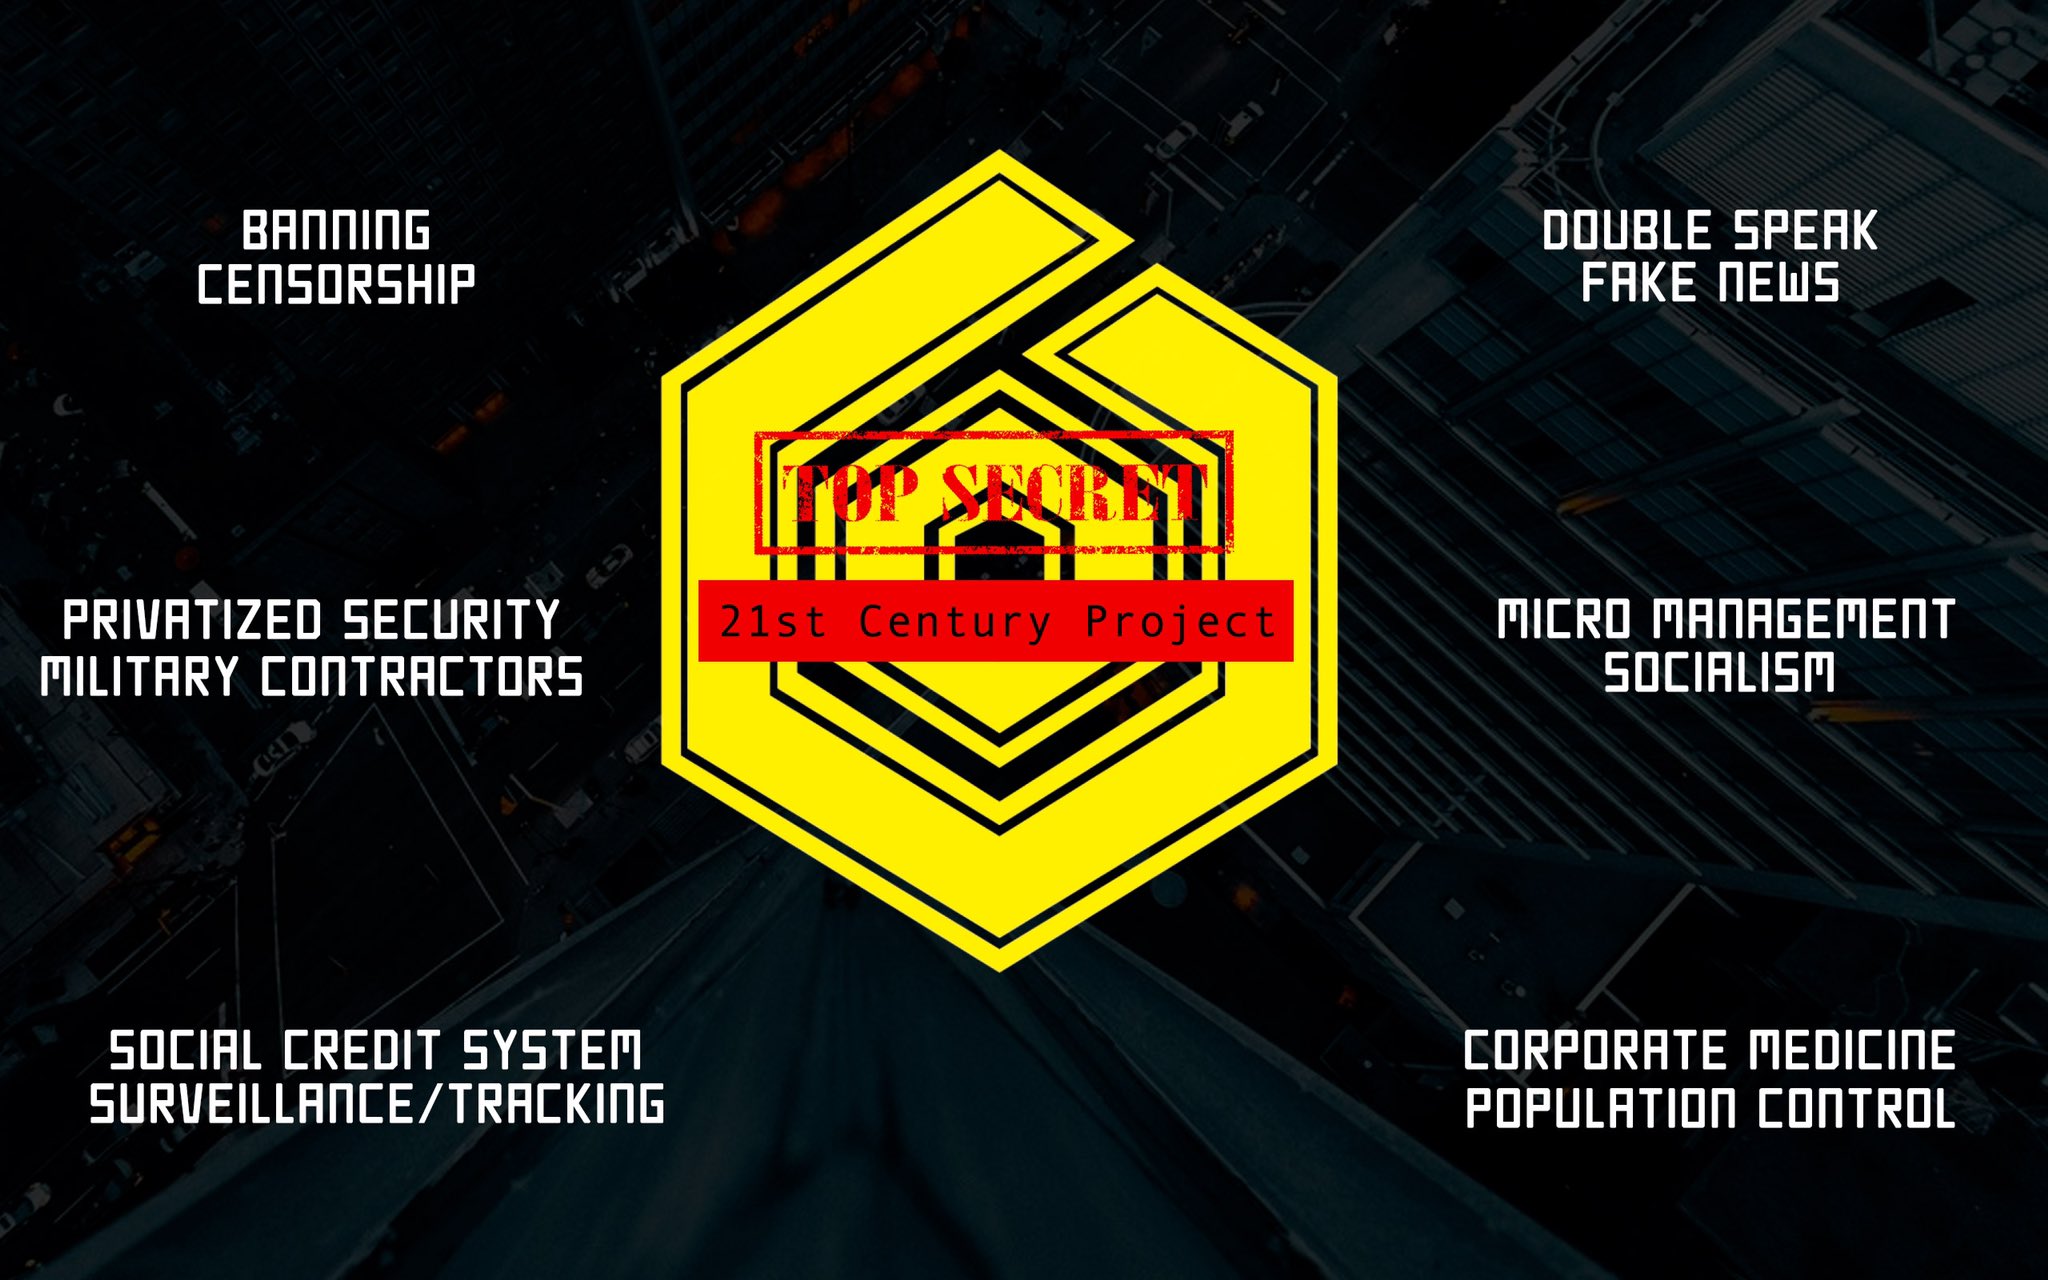 BANNING
CENSORSHIP
DOUBLE SPEAK
FAKE NEWS
TOP SECRET
21st Century Project
PRIVATIZED SECURITY
MILITARY CONTRACTORS
MICRO MANAGEMENT
SOCIALISM
SOCIAL CREDIT SYSTEM
SURVEILLANCE/TRACKING
CORPORATE MEDICINE
POPULATION CONTROL